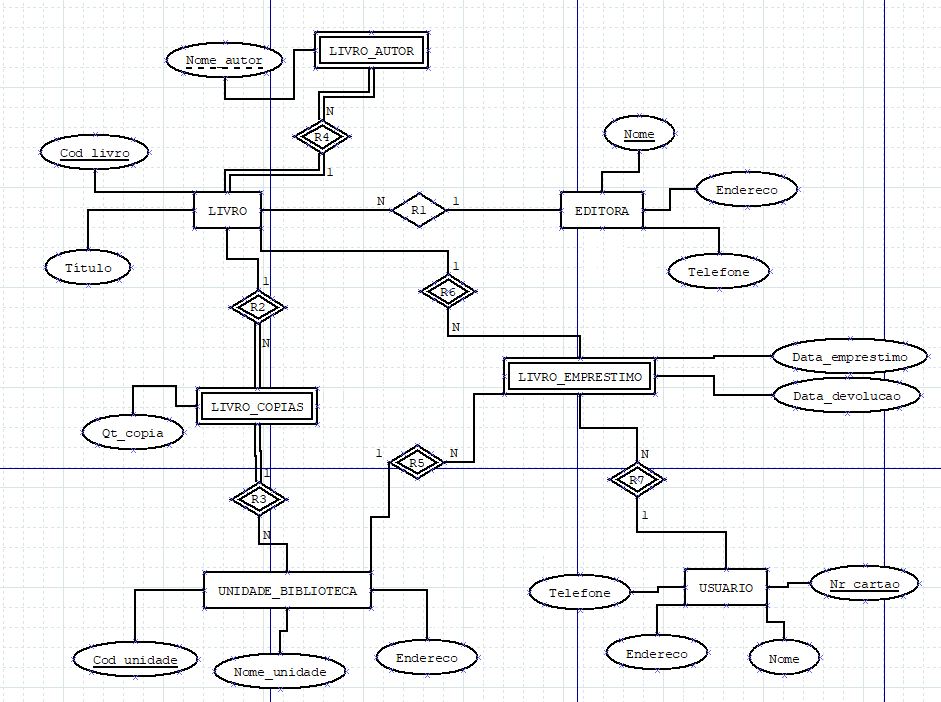 LIVRO_AUTOR
Nome_autor
N
R4
Nome
Cod_livro
1
Endereco
N
1
LIVRO
R1
EDITORA
Título
1
Telefone
1
R6
R2
N
N
Data_emprestimo
LIVRO_EMPRESTIMO
Data_devolucao
LIVRO_COPIAS
Qt_copia
1
N
N
R5
1
R7
R3
1
N
UNIDADE_BIBLIOTECA
Telefone
USUARIO
Nr_cartao
Cod_unidade
Nome_unidade
Endereco
Endereco
Nome